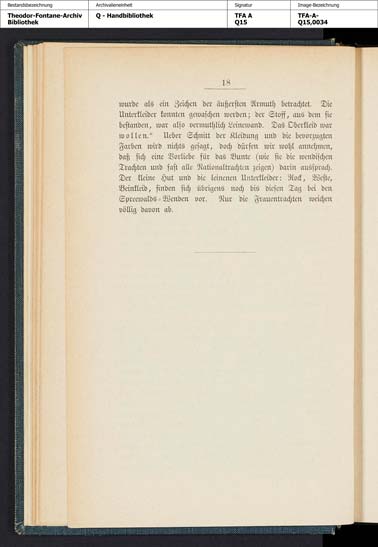 Bestandsbezeichnung
Archivalieneinheit
Signatur
Image-Bezeichnung
Theodor-Fontane-Archiv
Bibliothek
Q - Handbibliothek
TFA A
Q15
TFA-A-
Q15,0034
18
wurde als ein Zeichen der äußersten Armuth betrachtet. Die
Unterkleider konnten gewaschen werden; der Stoff, aus dem sie
bestanden, war also vermuthlich Leinewand. Das Oberkleid war
wollen.“ Ueber Schnitt der Kleidung und die bevorzugten
Farben wird nichts gesagt, doch dürfen wir wohl annehmen,
daß sich eine Vorliebe für das Bunte (wie sie die wendischen
Trachten und fast alle Nationaltrachten zeigen) darin aussprach.
Der kleine Hut und die leinenen Unterkleider: Rock, Weste,
Beinkleid, finden sich übrigens noch bis diesen Tag bei den
Spreewalds-Wenden vor. Nur die Frauentrachten weichen
völlig davon ab.